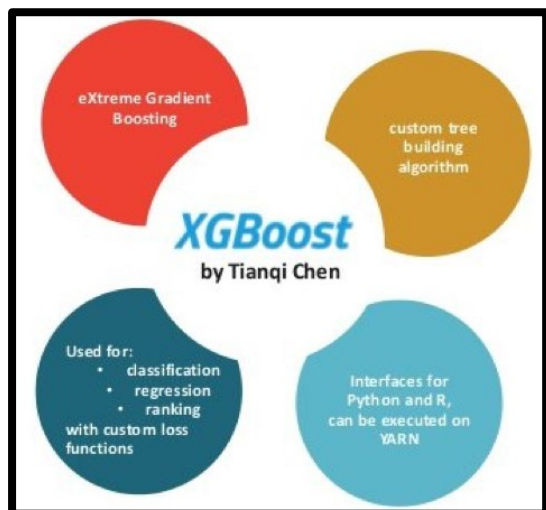 eXtreme Gradient
Boosting
custom tree
building
algorithm
XGBoost
by Tianqi Chen
Used for:
• classification
• regression
• ranking
with custom loss
functions
Interfaces for
Python and R,
can be executed on
YARN